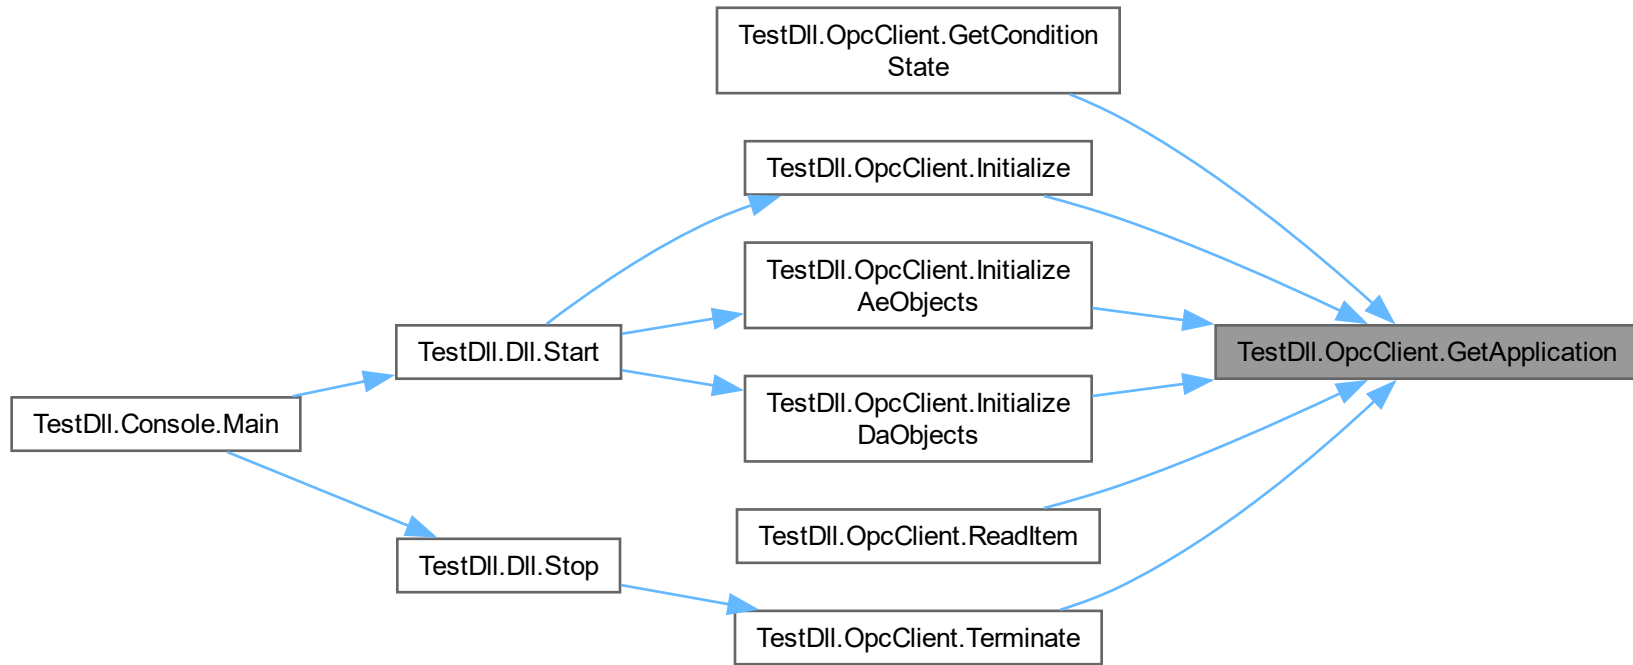 TestDll.OpcClient.GetCondition
State
TestDll.OpcClient.Initialize
TestDll.OpcClient.Initialize
AeObjects
TestDll.Dll.Start
TestDll.OpcClient.GetApplication
TestDll.OpcClient.Initialize
DaObjects
TestDll.Console.Main
TestDll.OpcClient.ReadItem
TestDll.Dll.Stop
TestDll.OpcClient.Terminate